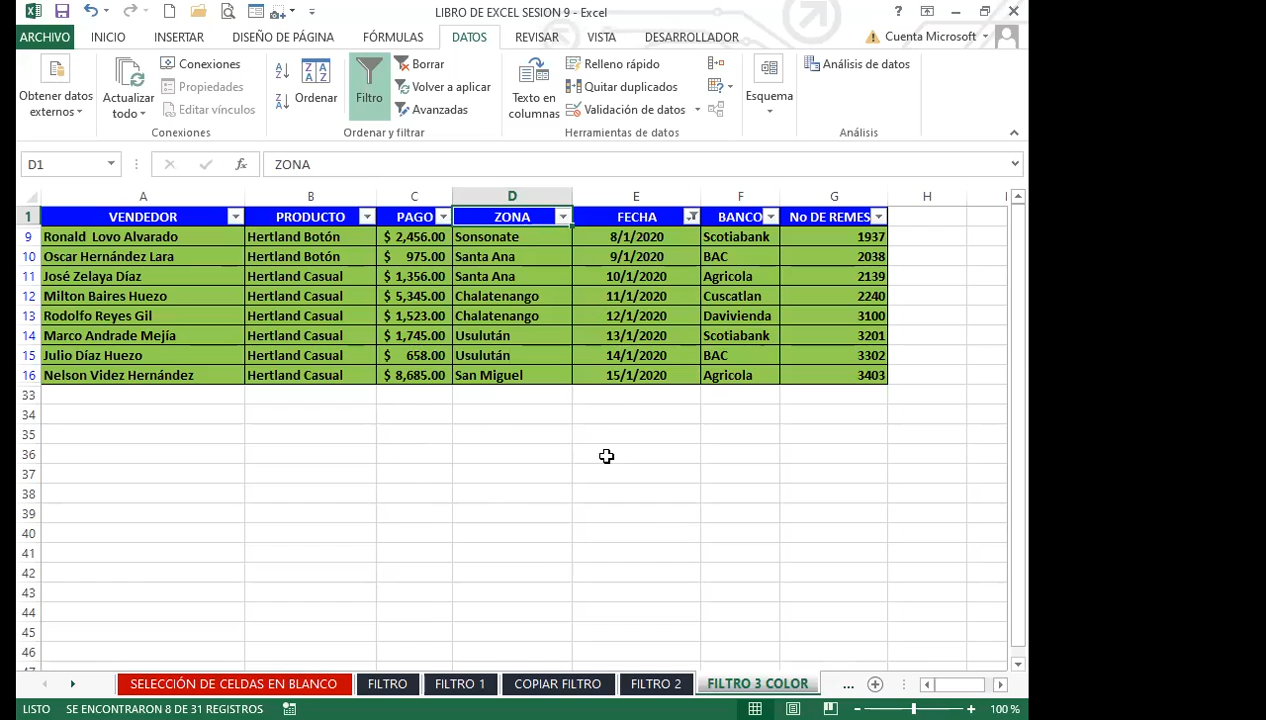 LIBRO DE EXCEL SESION 9 - Excel
ARCHIVO INICIO INSERTAR DISEÑO DE PÁGINA FÓRMULAS DATOS REVISAR VISTA DESARROLLADOR Cuenta Microsoft
Obtener datos externos
Actualizar todo
Conexiones
Propiedades
Editar vínculos
Conexiones
Ordenar
Filtro
Borrar
Volver a aplicar
Avanzadas
Ordenar y filtrar
Texto en columnas
Relleno rápido
Quitar duplicados
Validación de datos
Herramientas de datos
Esquema
Análisis de datos
Análisis
D1 fx ZONA
A B C D E F G H I
1 VENDEDOR PRODUCTO PAGO ZONA FECHA BANCO No DE REMES
9 Ronald Lovo Alvarado Hertland Botón $ 2,456.00 Sonsonate 8/1/2020 Scotiabank 1937
10 Oscar Hernández Lara Hertland Botón $ 975.00 Santa Ana 9/1/2020 BAC 2038
11 José Zelaya Díaz Hertland Casual $ 1,356.00 Santa Ana 10/1/2020 Agricola 2139
12 Milton Baires Huezo Hertland Casual $ 5,345.00 Chalatenango 11/1/2020 Cuscatlan 2240
13 Rodolfo Reyes Gil Hertland Casual $ 1,523.00 Chalatenango 12/1/2020 Davivienda 3100
14 Marco Andrade Mejía Hertland Casual $ 1,745.00 Usulután 13/1/2020 Scotiabank 3201
15 Julio Díaz Huezo Hertland Casual $ 658.00 Usulután 14/1/2020 BAC 3302
16 Nelson Videz Hernández Hertland Casual $ 8,685.00 San Miguel 15/1/2020 Agricola 3403
33
34
35
36
37
38
39
40
41
42
43
44
45
46
47
SELECCIÓN DE CELDAS EN BLANCO FILTRO FILTRO 1 COPIAR FILTRO FILTRO 2 FILTRO 3 COLOR ...
LISTO SE ENCONTRARON 8 DE 31 REGISTROS 100 %